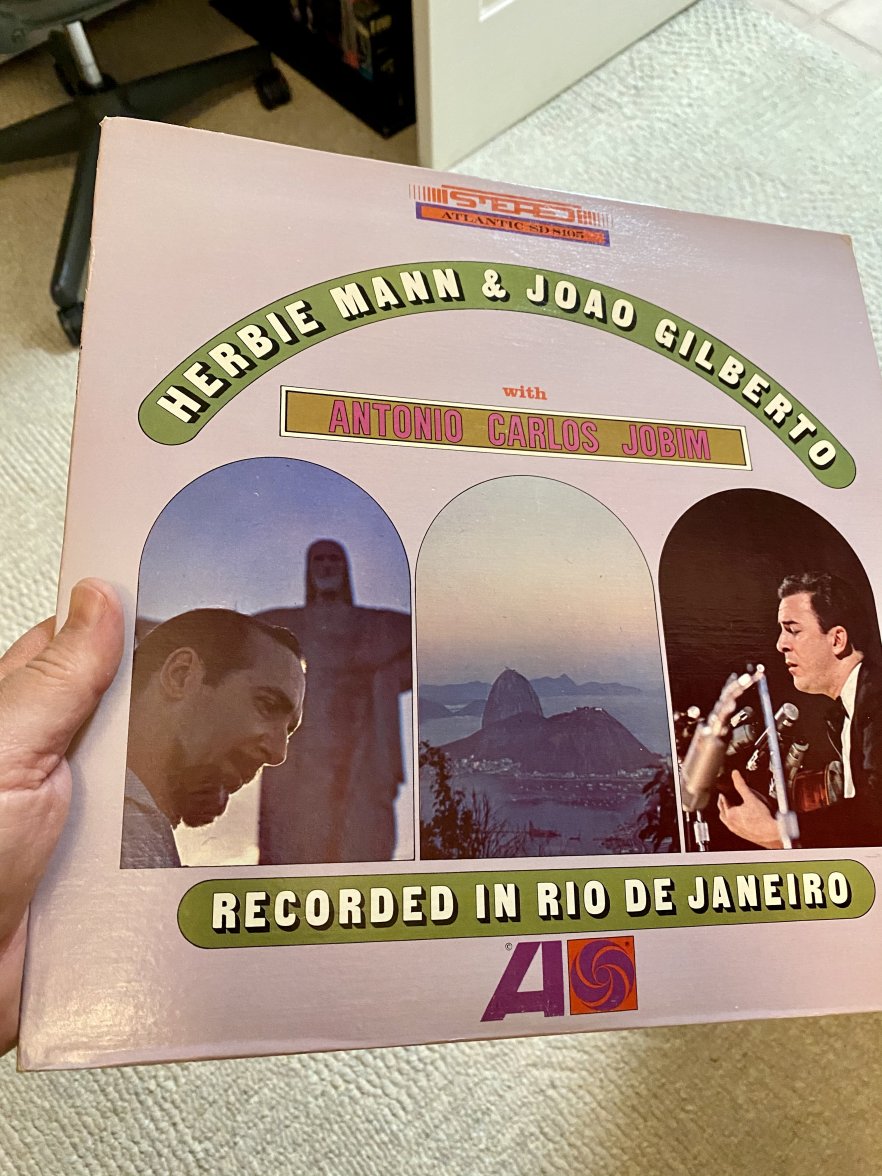 STEREO
ATLANTIC SD 8105
HERBIE MANN & JOAO GILBERTO
with
ANTONIO CARLOS JOBIM
RECORDED IN RIO DE JANEIRO
©
A
®